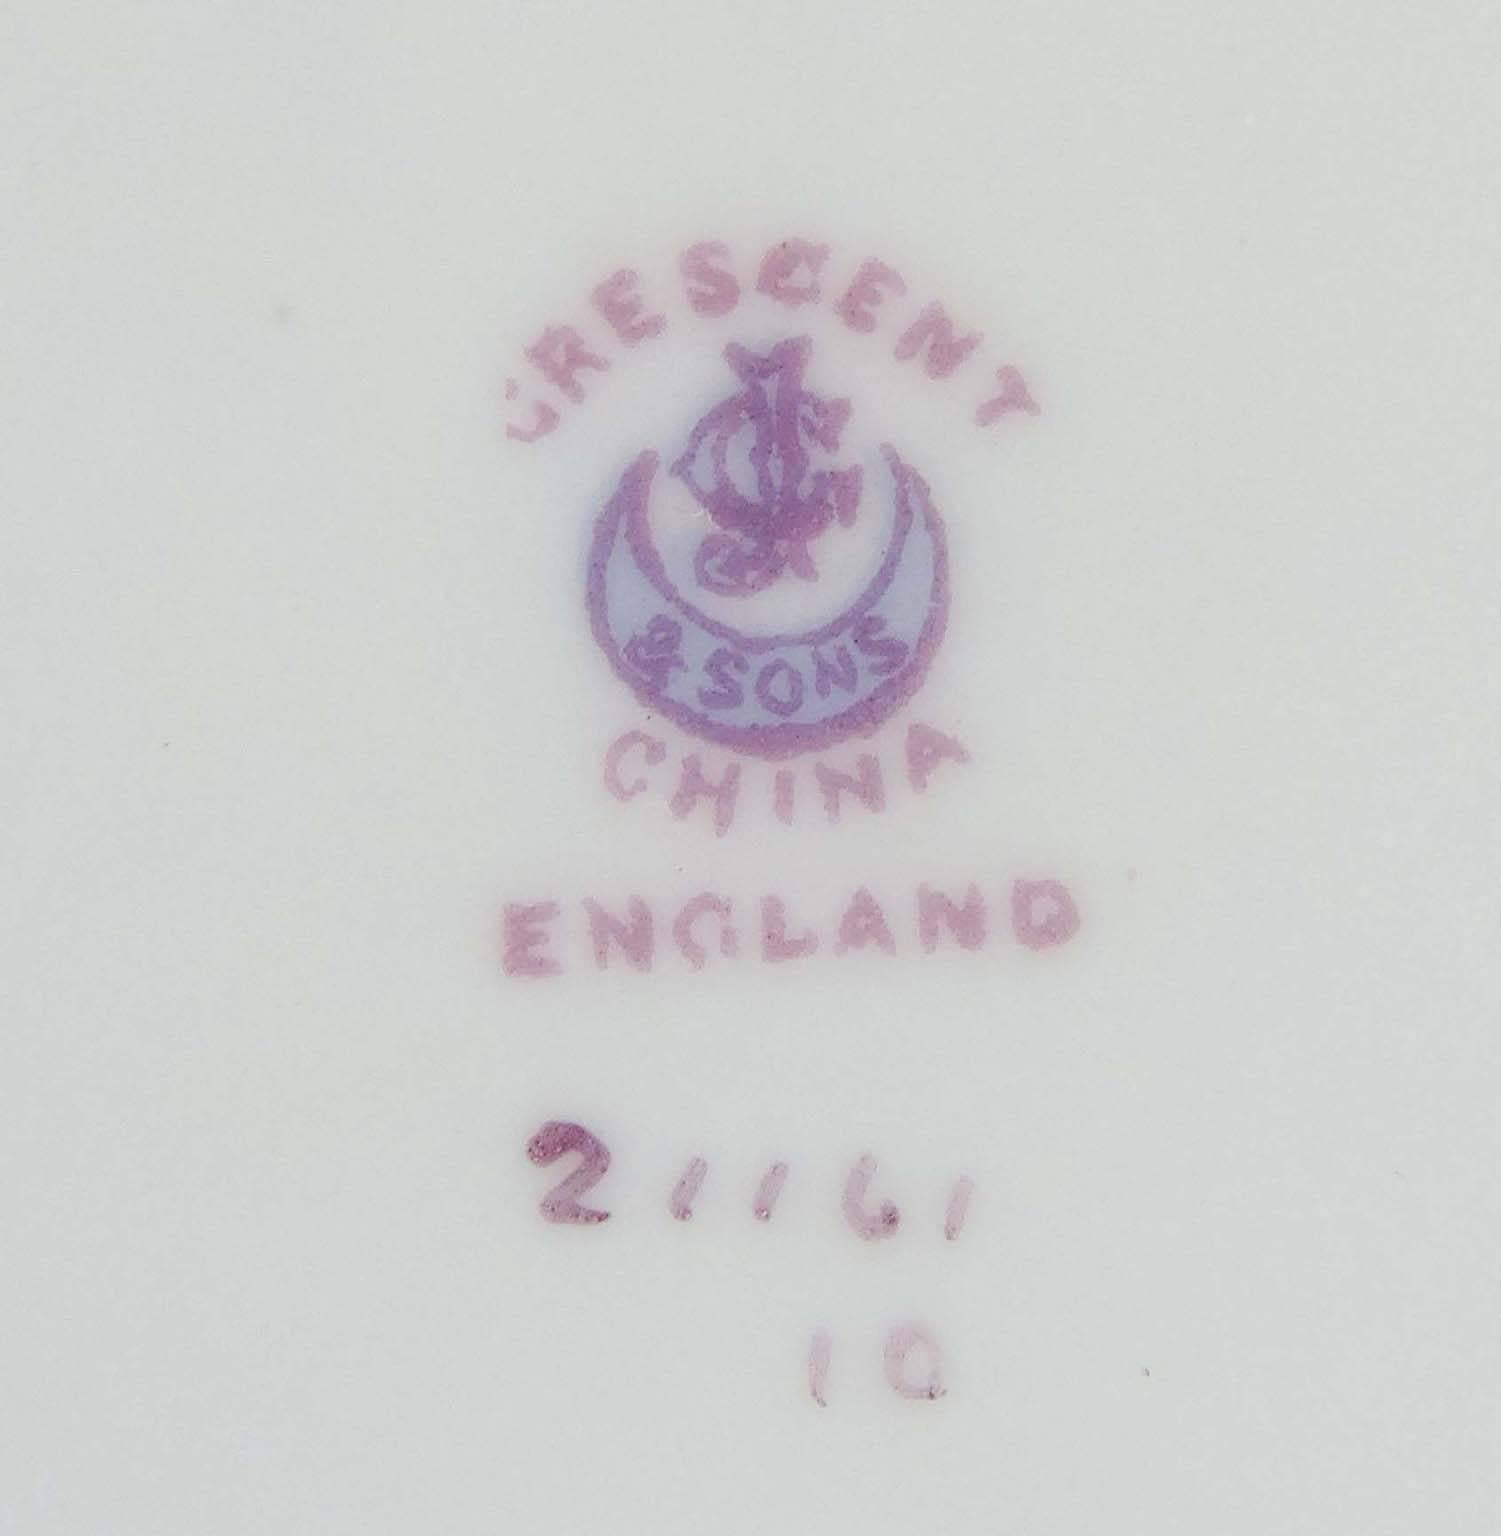 CRESCENT
& SONS
CHINA
ENGLAND
21161
10